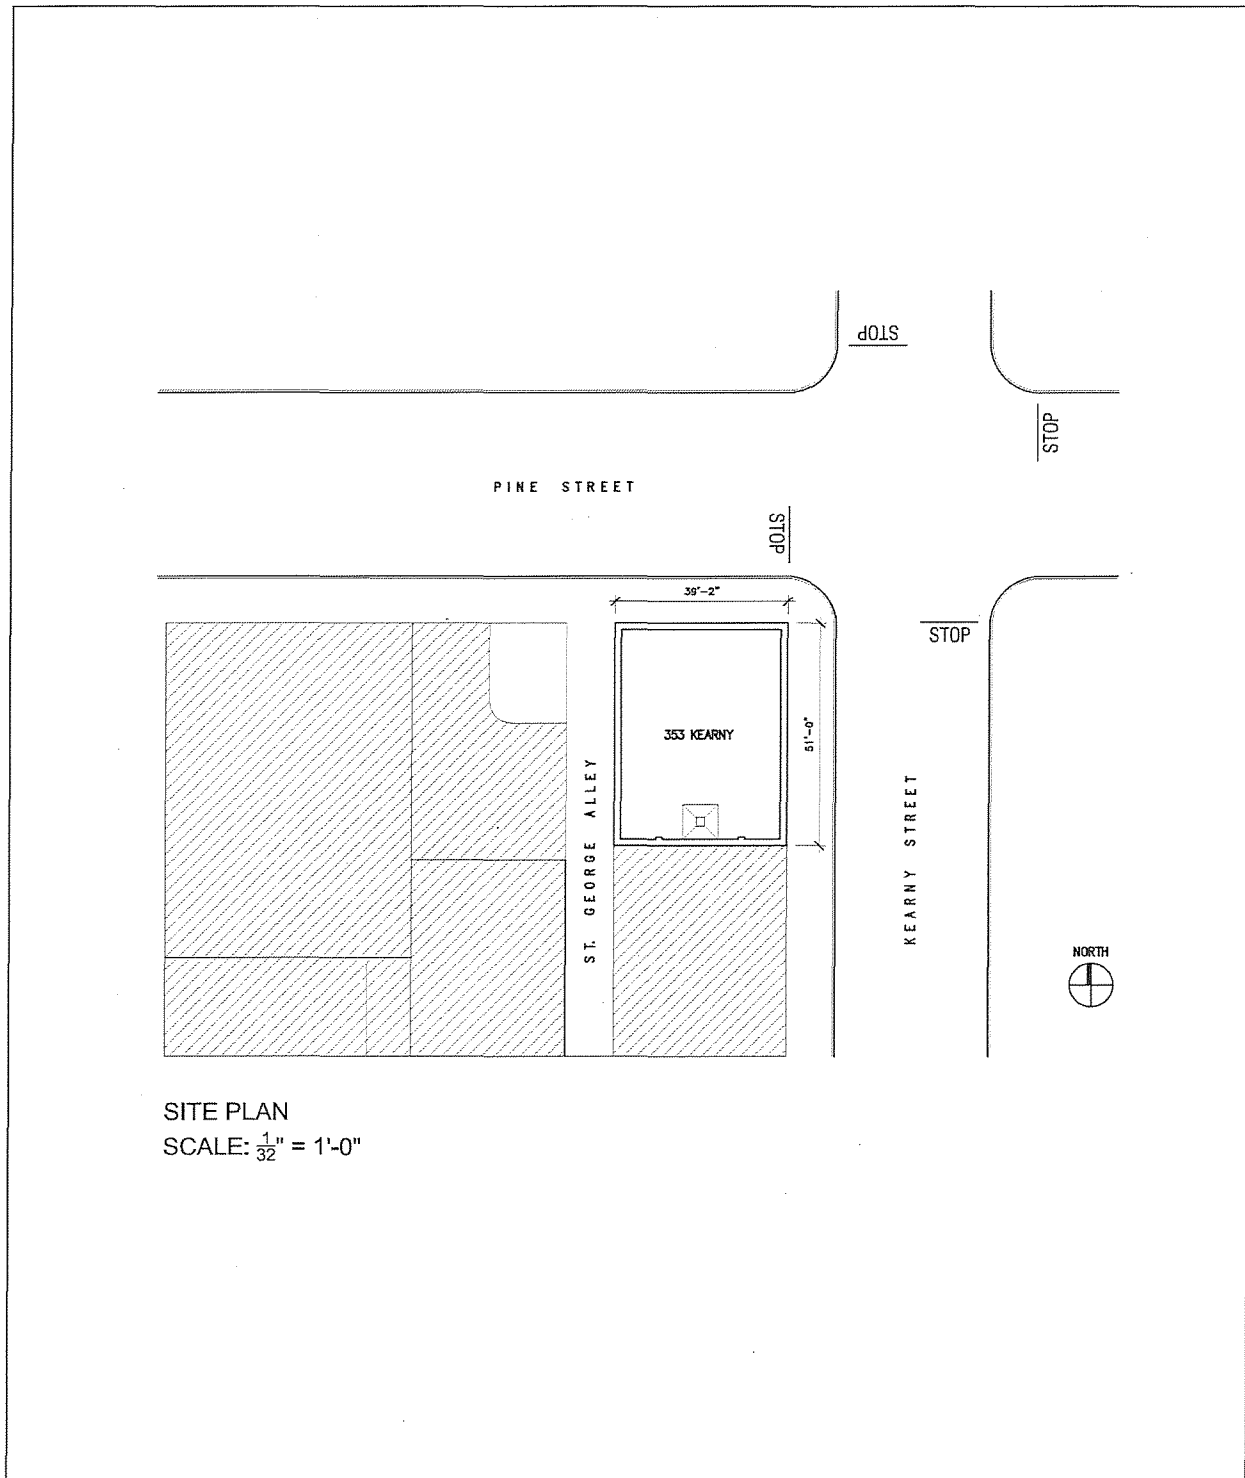 STOP
STOP
PINE STREET
STOP
39'-2"
STOP
353 KEARNY
51'-0"
ST. GEORGE ALLEY
KEARNY STREET
NORTH
SITE PLAN
SCALE: 1/32" = 1'-0"